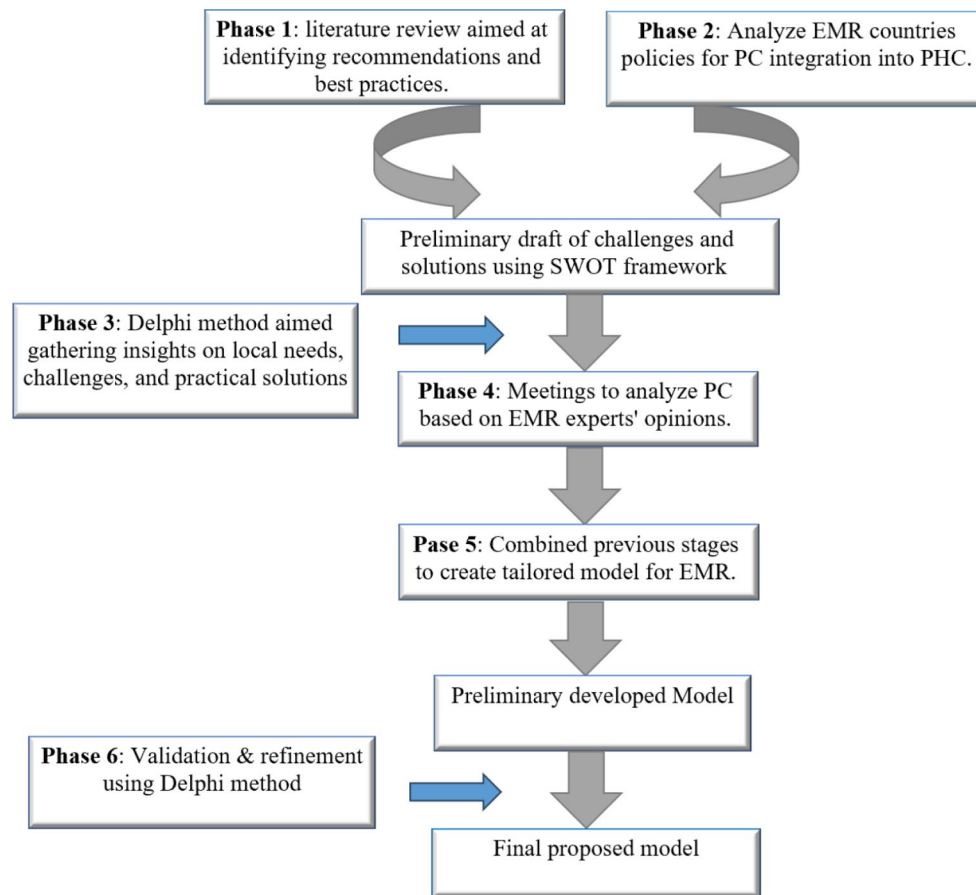 Phase 1: literature review aimed at
identifying recommendations and
best practices.
Phase 2: Analyze EMR countries
policies for PC integration into PHC.
Preliminary draft of challenges and
solutions using SWOT framework
Phase 3: Delphi method aimed
gathering insights on local needs,
challenges, and practical solutions
Phase 4: Meetings to analyze PC
based on EMR experts' opinions.
Pase 5: Combined previous stages
to create tailored model for EMR.
Preliminary developed Model
Phase 6: Validation & refinement
using Delphi method
Final proposed model